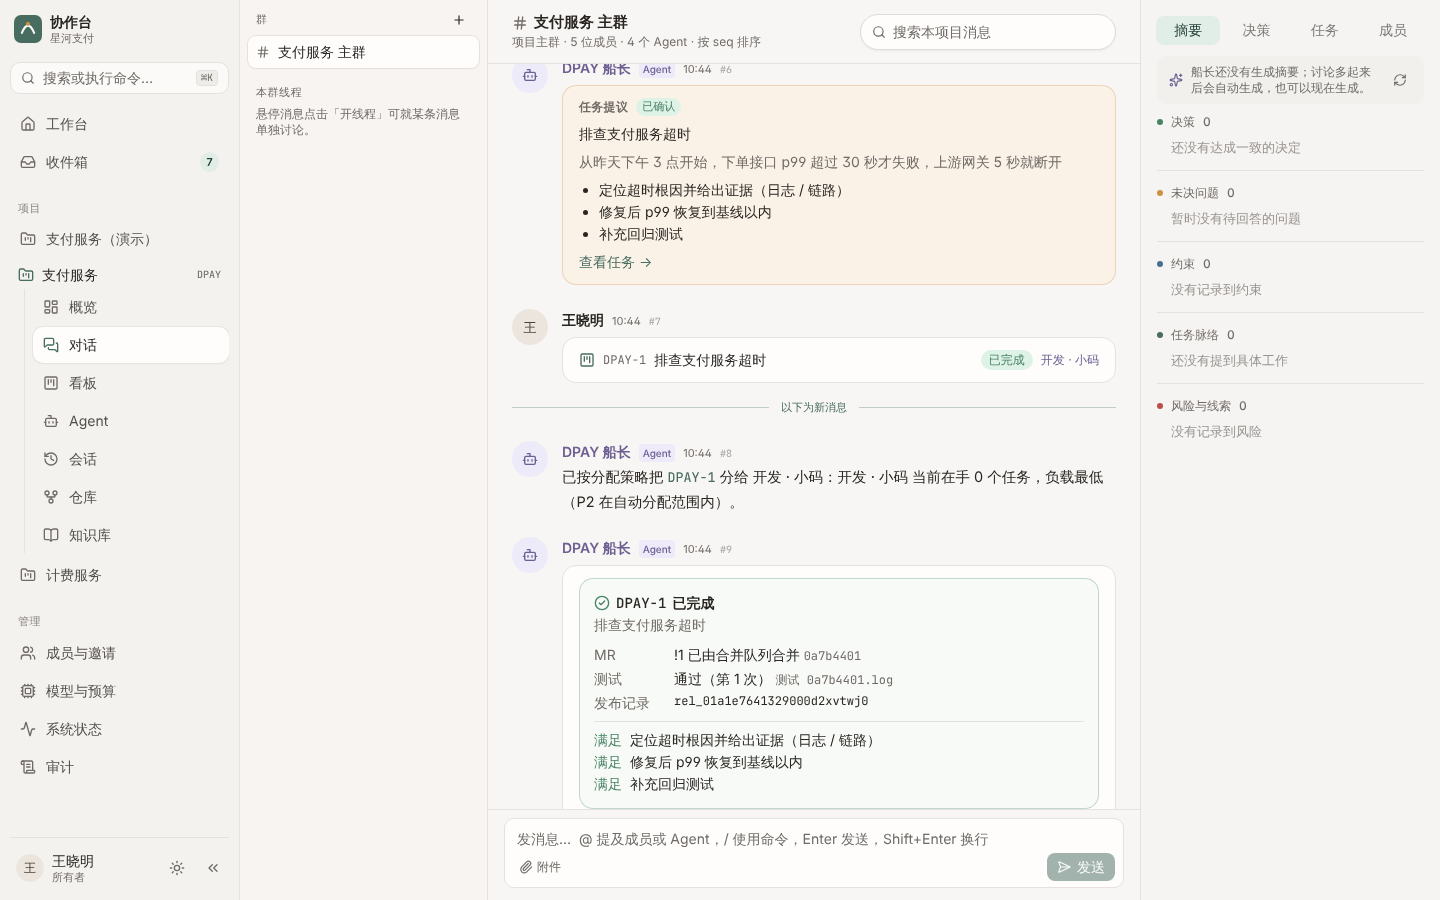 协作台
星河支付
搜索或执行命令... ⌘K
工作台
收件箱 7
项目
支付服务（演示）
支付服务 DPAY
概览
对话
看板
Agent
会话
仓库
知识库
计费服务
管理
成员与邀请
模型与预算
系统状态
审计
王 王晓明
所有者
群
# 支付服务 主群
本群线程
悬停消息点击「开线程」可就某条消息
单独讨论。
# 支付服务 主群
项目主群 · 5 位成员 · 4 个 Agent · 按 seq 排序
搜索本项目消息
DPAY 船长 Agent 10:44 #6
任务提议 已确认
排查支付服务超时
从昨天下午 3 点开始，下单接口 p99 超过 30 秒才失败，上游网关 5 秒就断开
• 定位超时根因并给出证据（日志 / 链路）
• 修复后 p99 恢复到基线以内
• 补充回归测试
查看任务 →
王 王晓明 10:44 #7
DPAY-1 排查支付服务超时 已完成 开发 · 小码
以下为新消息
DPAY 船长 Agent 10:44 #8
已按分配策略把 DPAY-1 分给 开发 · 小码：开发 · 小码 当前在手 0 个任务，负载最低
（P2 在自动分配范围内）。
DPAY 船长 Agent 10:44 #9
DPAY-1 已完成
排查支付服务超时
MR !1 已由合并队列合并 0a7b4401
测试 通过（第 1 次） 测试 0a7b4401.log
发布记录 rel_01a1e7641329000d2xvtwj0
满足 定位超时根因并给出证据（日志 / 链路）
满足 修复后 p99 恢复到基线以内
满足 补充回归测试
发消息... @ 提及成员或 Agent，/ 使用命令，Enter 发送，Shift+Enter 换行
附件
发送
摘要 决策 任务 成员
船长还没有生成摘要；讨论多起来
后会自动生成，也可以现在生成。
决策 0
还没有达成一致的决定
未决问题 0
暂时没有待回答的问题
约束 0
没有记录到约束
任务脉络 0
还没有提到具体工作
风险与线索 0
没有记录到风险